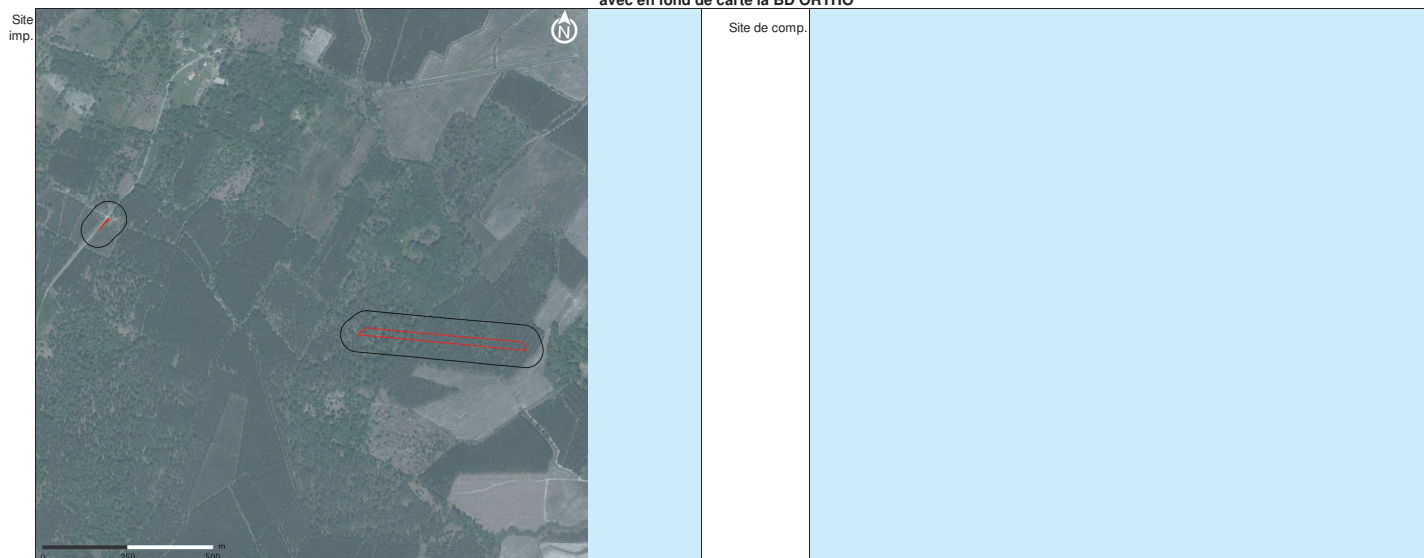 avec en fond de carte la BD ORTHO
Site
imp.
N
Site de comp.
m
0 250 500